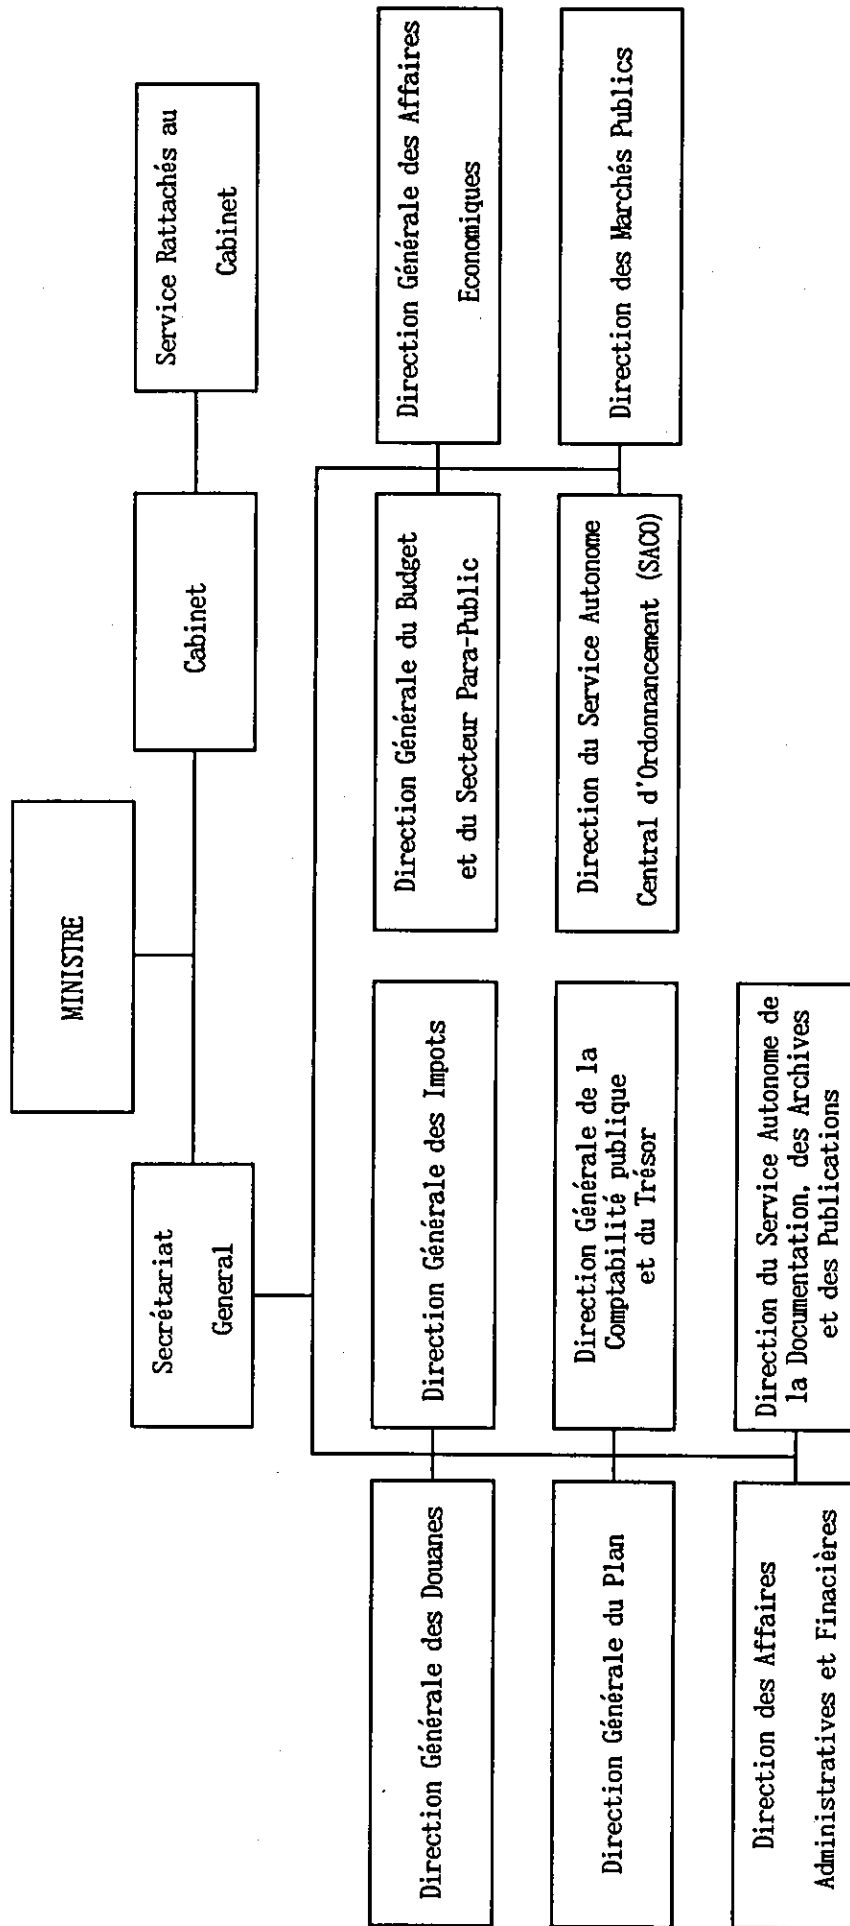 MINISTRE
Secrétariat
General
Cabinet
Service Rattachés au
Cabinet
Direction Générale des Douanes
Direction Générale des Impots
Direction Générale du Budget
et du Secteur Para-Public
Direction Générale des Affaires
Economiques
Direction Générale du Plan
Direction Générale de la
Comptabilité publique
et du Trésor
Direction du Service Autonome
Central d'Ordonnancement (SACO)
Direction des Marchés Publics
Direction des Affaires
Administratives et Finacières
Direction du Service Autonome de
la Documentation, des Archives
et des Publications